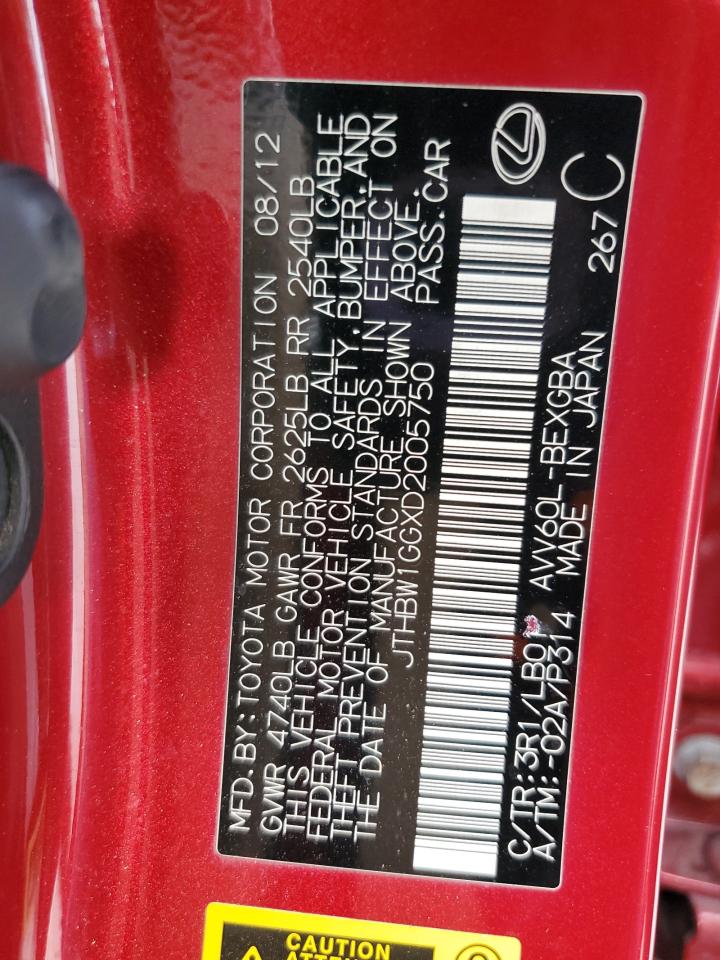 MFD. BY: TOYOTA MOTOR CORPORATION 08/12
GVWR 4740LB GAWR FR 2625LB RR 2540LB
THIS VEHICLE CONFORMS TO ALL APPLICABLE
FEDERAL MOTOR VEHICLE SAFETY, BUMPER, AND
THEFT PREVENTION STANDARDS IN EFFECT ON
THE DATE OF MANUFACTURE SHOWN ABOVE.
JTHBW1GGXD2005750 PASS. CAR
C/TR: 3R1/LB01 AVV60L -BEXGBA
A/TM: -02A/P314 MADE IN JAPAN 267 C
CAUTION